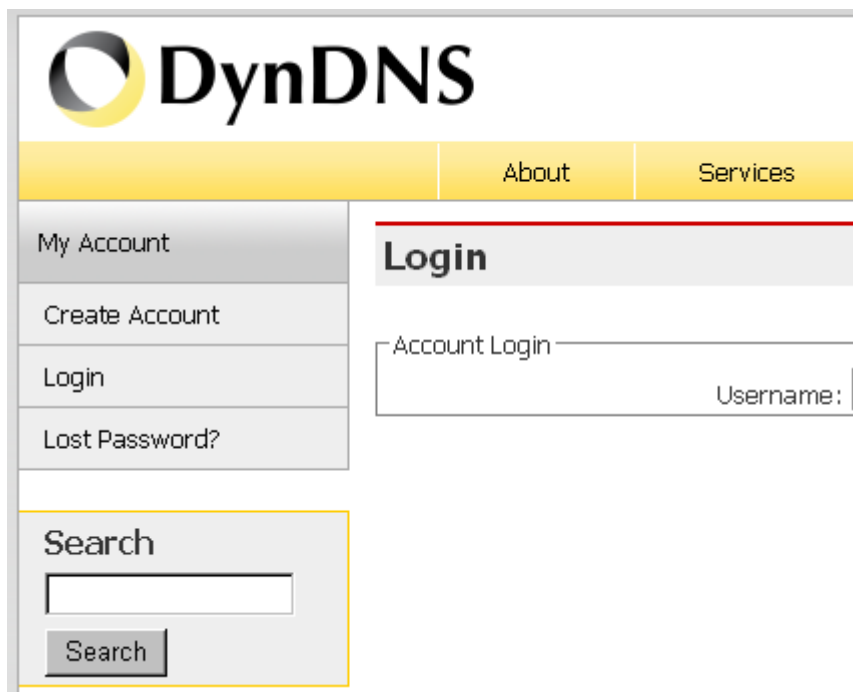 DynDNS
About Services
My Account
Create Account
Login
Lost Password?
Search
Search
Login
Account Login
Username: